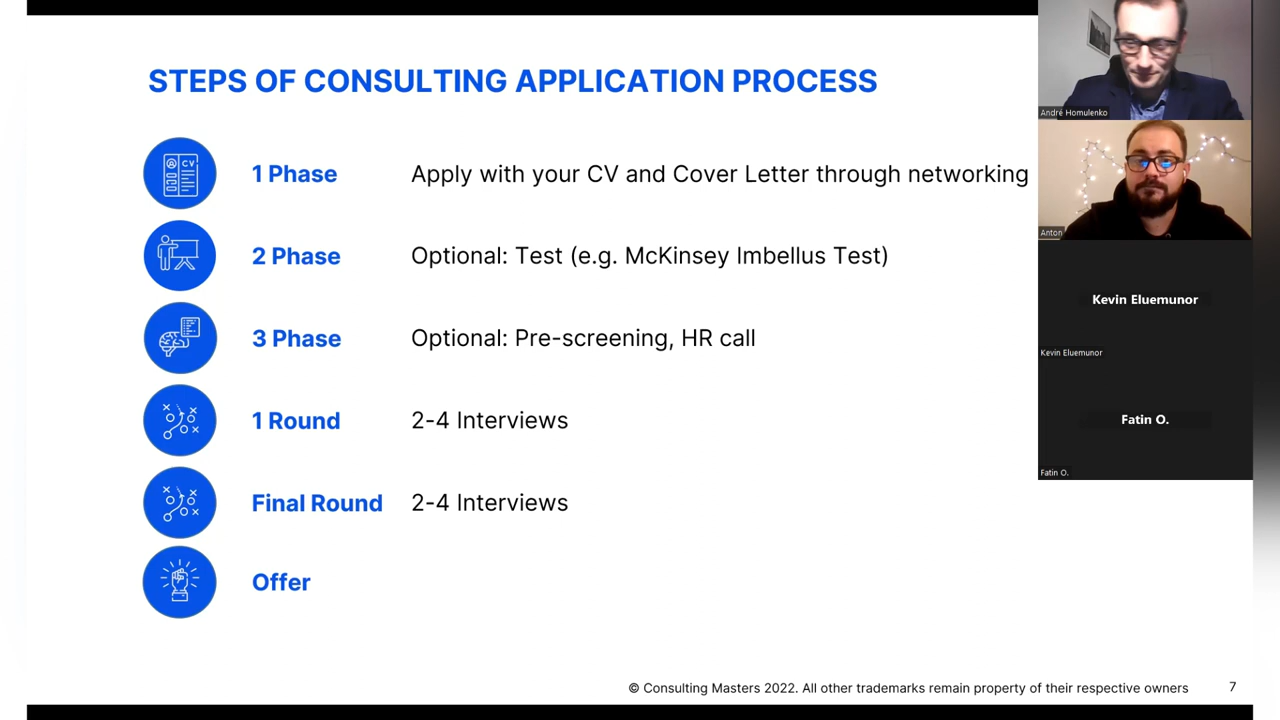 STEPS OF CONSULTING APPLICATION PROCESS
CV
1 Phase Apply with your CV and Cover Letter through networking
2 Phase Optional: Test (e.g. McKinsey Imbellus Test)
3 Phase Optional: Pre-screening, HR call
1 Round 2-4 Interviews
Final Round 2-4 Interviews
Offer
© Consulting Masters 2022. All other trademarks remain property of their respective owners 7
André Homulenko
Anton
Kevin Eluemunor
Kevin Eluemunor
Fatin O.
Fatin O.